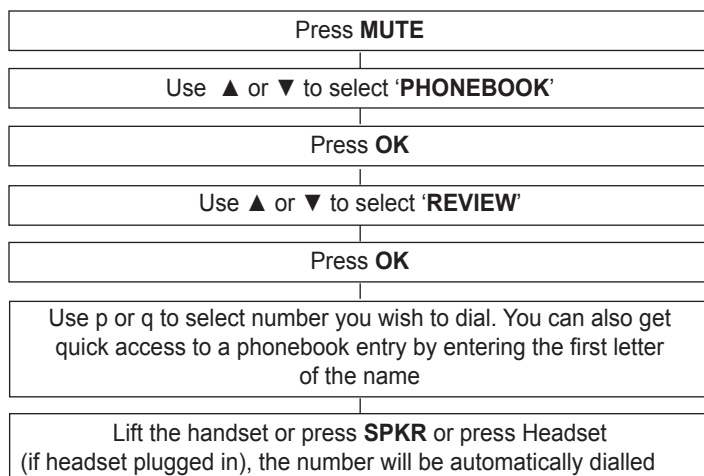 Press MUTE
Use ▲ or ▼ to select ‘PHONEBOOK’
Press OK
Use ▲ or ▼ to select ‘REVIEW’
Press OK
Use p or q to select number you wish to dial. You can also get
quick access to a phonebook entry by entering the first letter
of the name
Lift the handset or press SPKR or press Headset
(if headset plugged in), the number will be automatically dialled